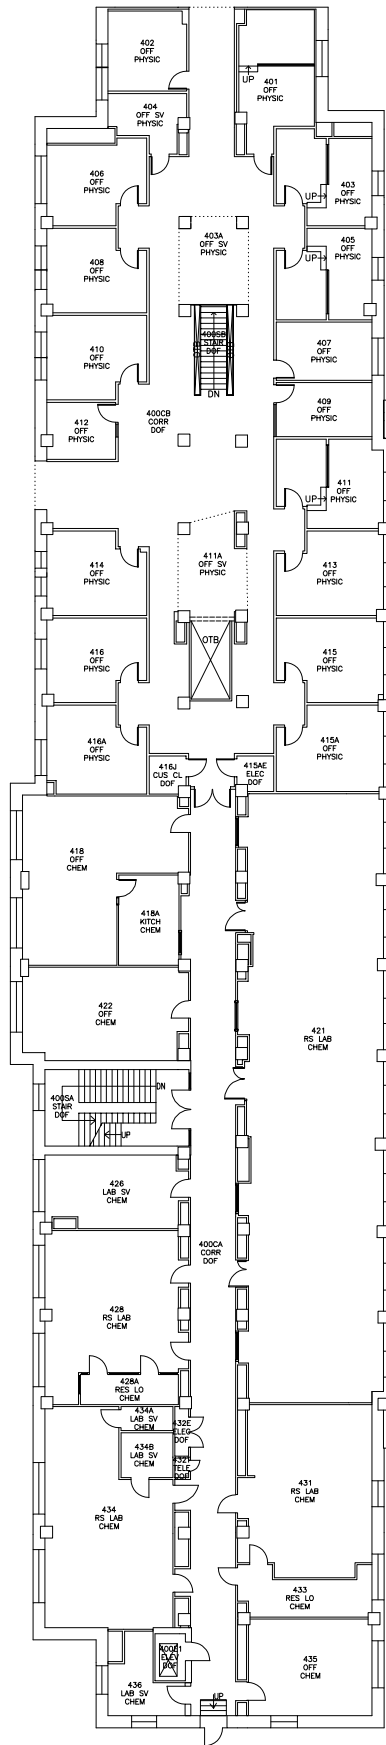 402
OFF
PHYSIC
401
OFF
PHYSIC
UP
404
OFF SV
PHYSIC
406
OFF
PHYSIC
403
OFF
PHYSIC
UP
403A
OFF SV
PHYSIC
405
OFF
PHYSIC
UP
408
OFF
PHYSIC
400SB
STAIR
DOF
DN
410
OFF
PHYSIC
407
OFF
PHYSIC
409
OFF
PHYSIC
400CB
CORR
DOF
412
OFF
PHYSIC
411
OFF
PHYSIC
UP
411A
OFF SV
PHYSIC
414
OFF
PHYSIC
413
OFF
PHYSIC
OTB
416
OFF
PHYSIC
415
OFF
PHYSIC
416A
OFF
PHYSIC
415A
OFF
PHYSIC
416J
CUS CL
DOF
415AE
ELEC
DOF
418
OFF
CHEM
418A
KITCH
CHEM
422
OFF
CHEM
421
RS LAB
CHEM
400SA
STAIR
DOF
DN
UP
426
LAB SV
CHEM
400CA
CORR
DOF
428
RS LAB
CHEM
428A
RES LO
CHEM
434A
LAB SV
CHEM
432E
ELEC
DOF
434B
LAB SV
CHEM
432T
TELE
DOF
434
RS LAB
CHEM
431
RS LAB
CHEM
433
RES LO
CHEM
400E1
ELEV
DOF
435
OFF
CHEM
436
LAB SV
CHEM
UP